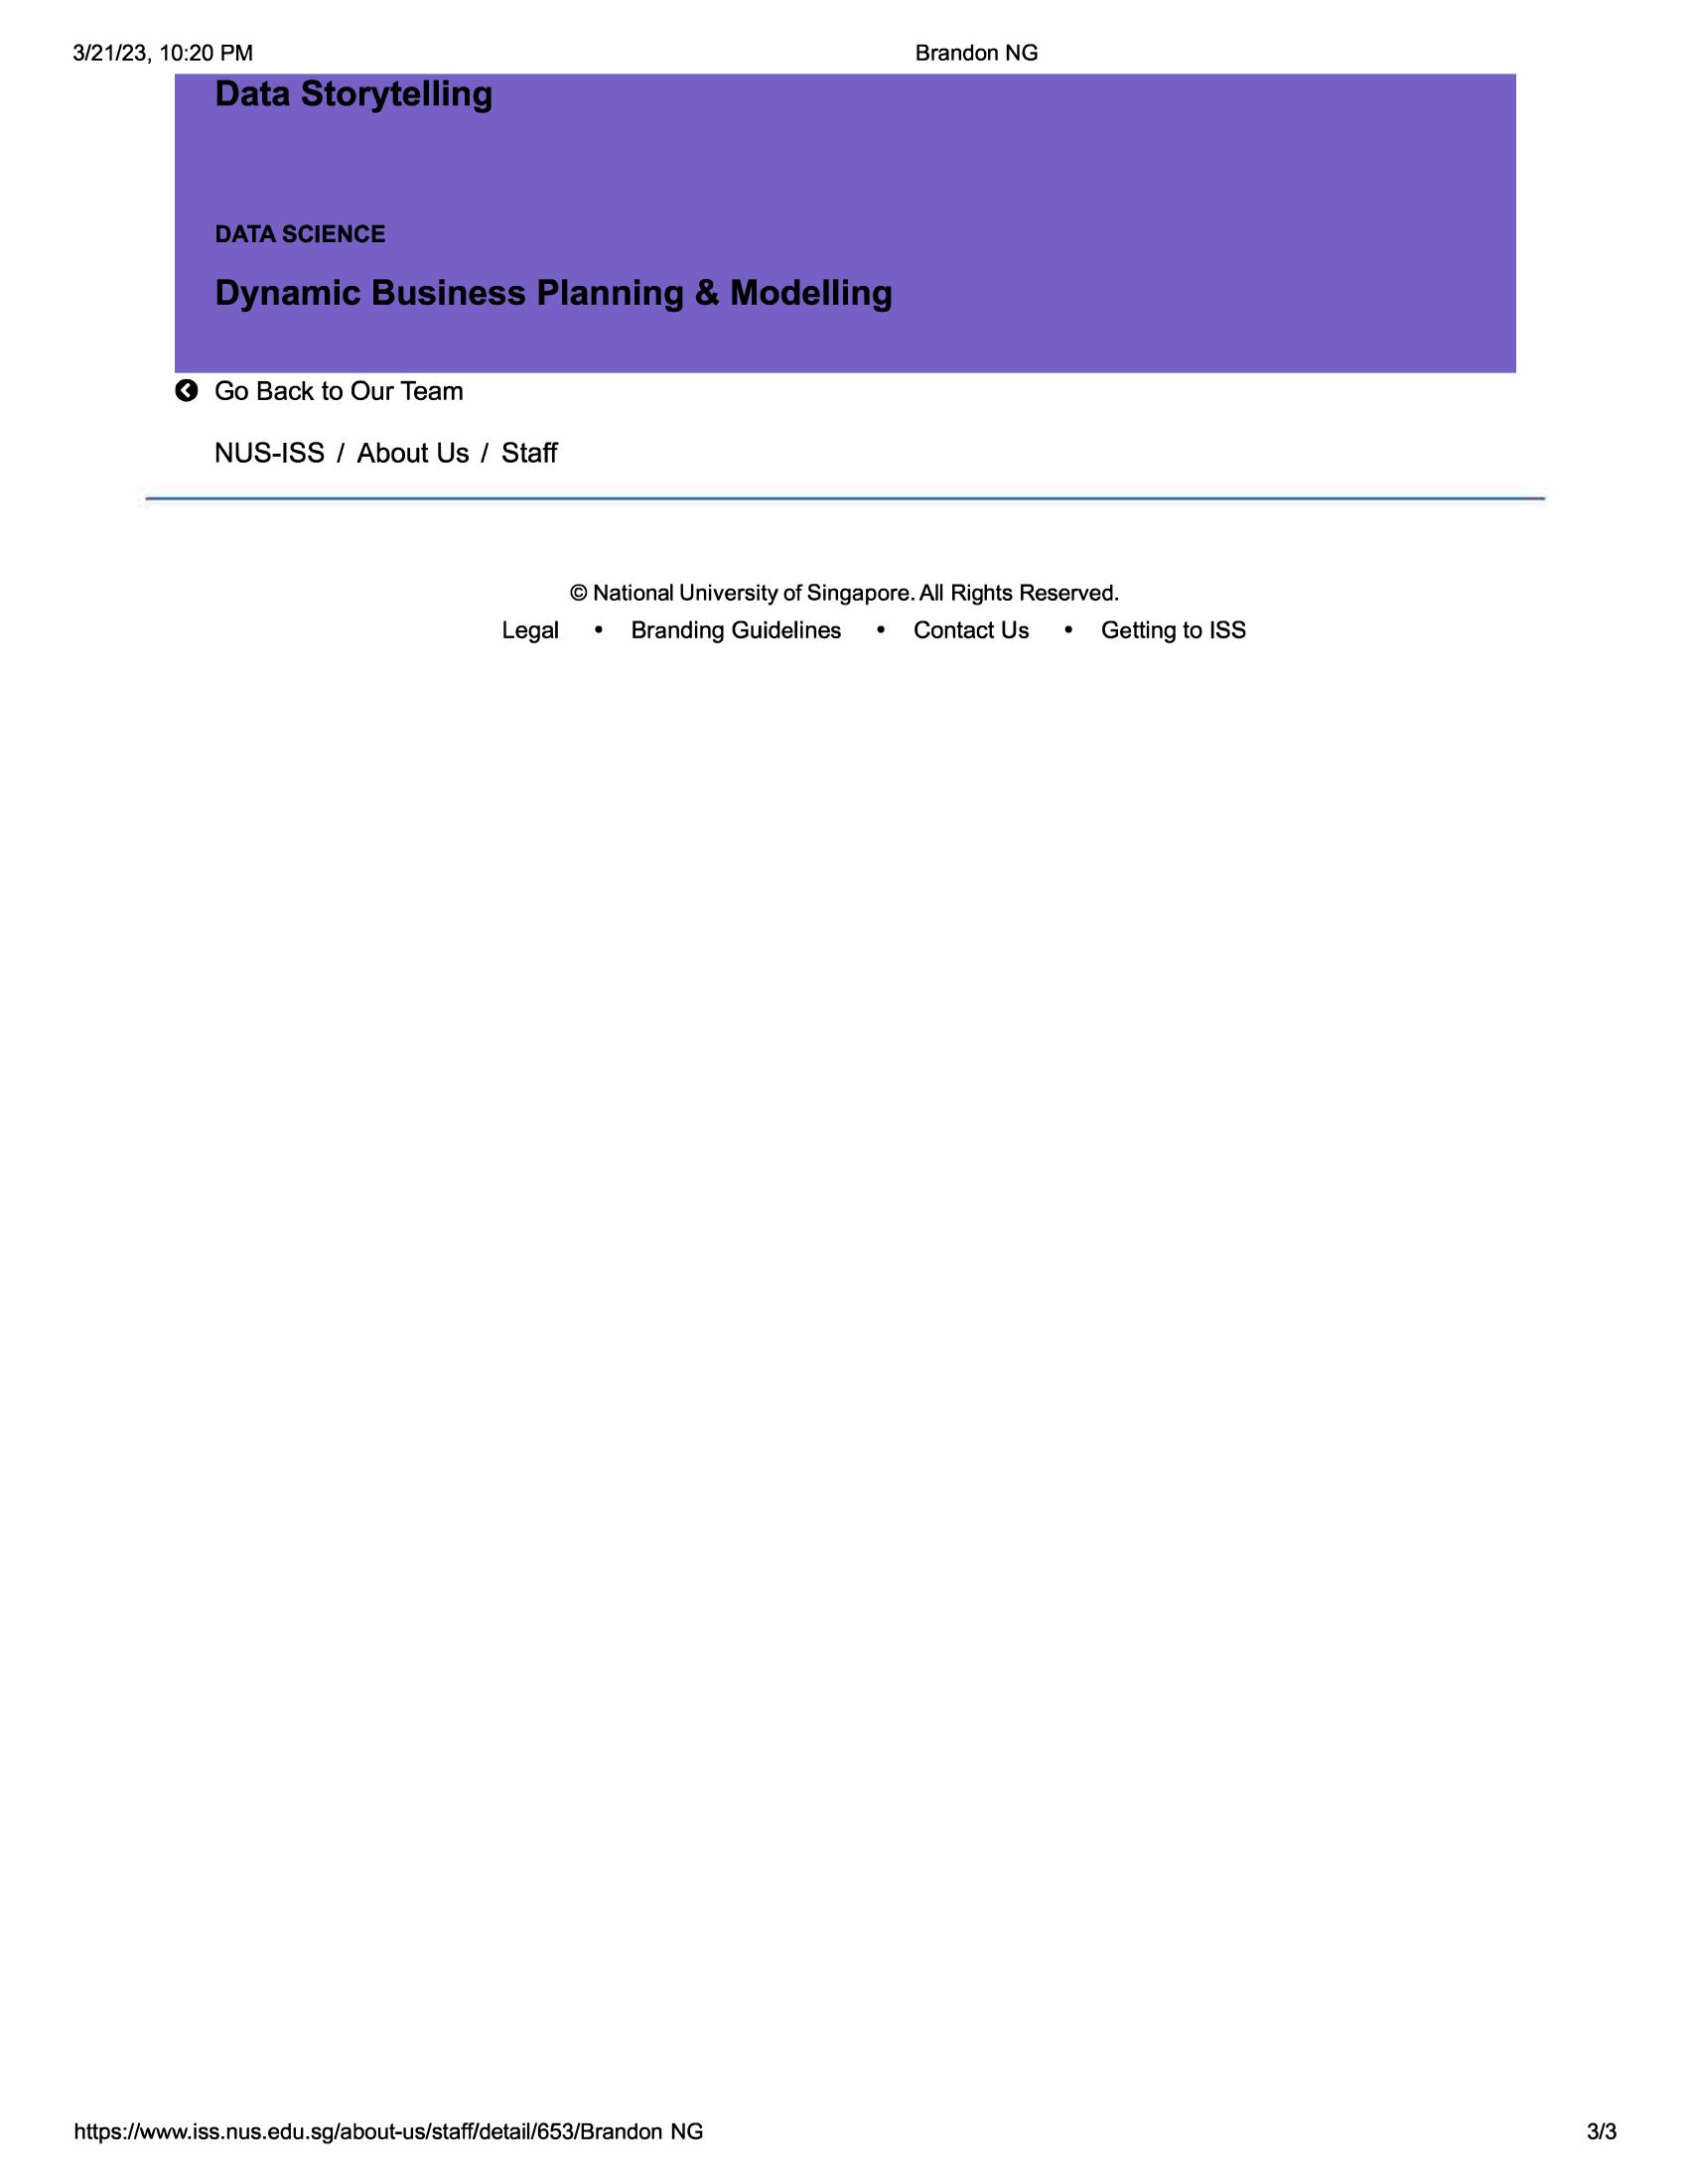 3/21/23, 10:20 PM Brandon NG
Data Storytelling
DATA SCIENCE
Dynamic Business Planning & Modelling
Go Back to Our Team
NUS-ISS / About Us / Staff
© National University of Singapore. All Rights Reserved.
Legal • Branding Guidelines • Contact Us • Getting to ISS
https://www.iss.nus.edu.sg/about-us/staff/detail/653/Brandon NG 3/3